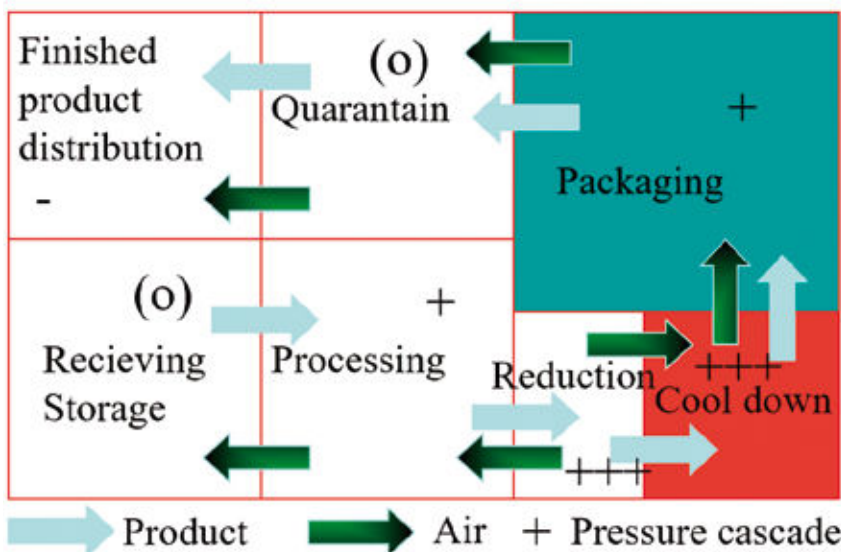 Finished
product
distribution
-
(o)
Quarantain
+
Packaging
(o)
Recieving
Storage
+
Processing
Reduction
+++
+++
Cool down
Product
Air
+ Pressure cascade